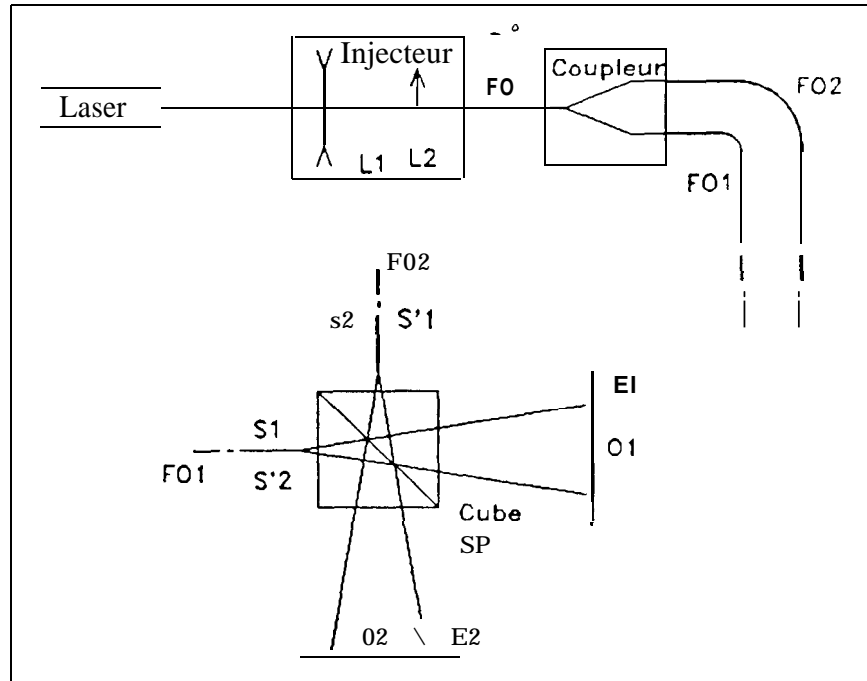 Injecteur
Coupleur
Laser
FO
FO2
L1
L2
FO1
F02
s2
S'1
EI
S1
O1
FO1
S'2
Cube
SP
02
E2